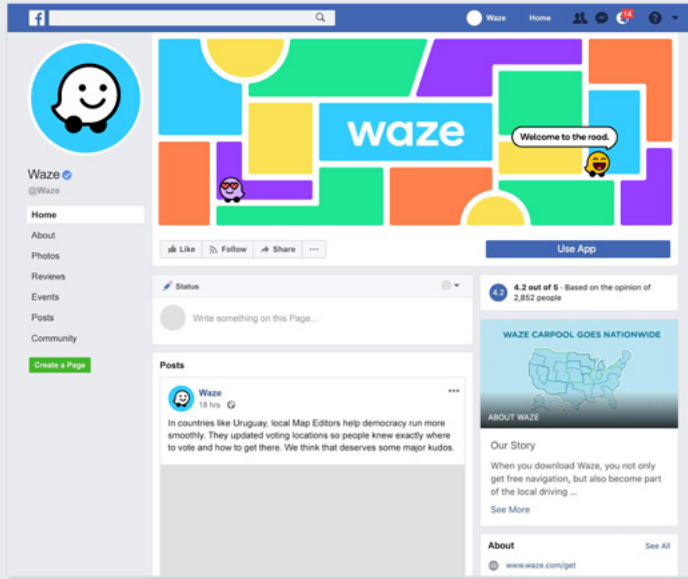 f
Waze Home 14 ?
waze
Welcome to the road.
Waze
@Waze
Home
About
Photos
Reviews
Events
Posts
Community
Create a Page
Like Follow Share ...
Use App
Status
Write something on this Page...
Posts
Waze
18 hrs
In countries like Uruguay, local Map Editors help democracy run more
smoothly. They updated voting locations so people knew exactly where
to vote and how to get there. We think that deserves some major kudos.
4.2
4.2 out of 5 · Based on the opinion of
2,852 people
WAZE CARPOOL GOES NATIONWIDE
ABOUT WAZE
Our Story
When you download Waze, you not only
get free navigation, but also become part
of the local driving ...
See More
About See All
www.waze.com/get